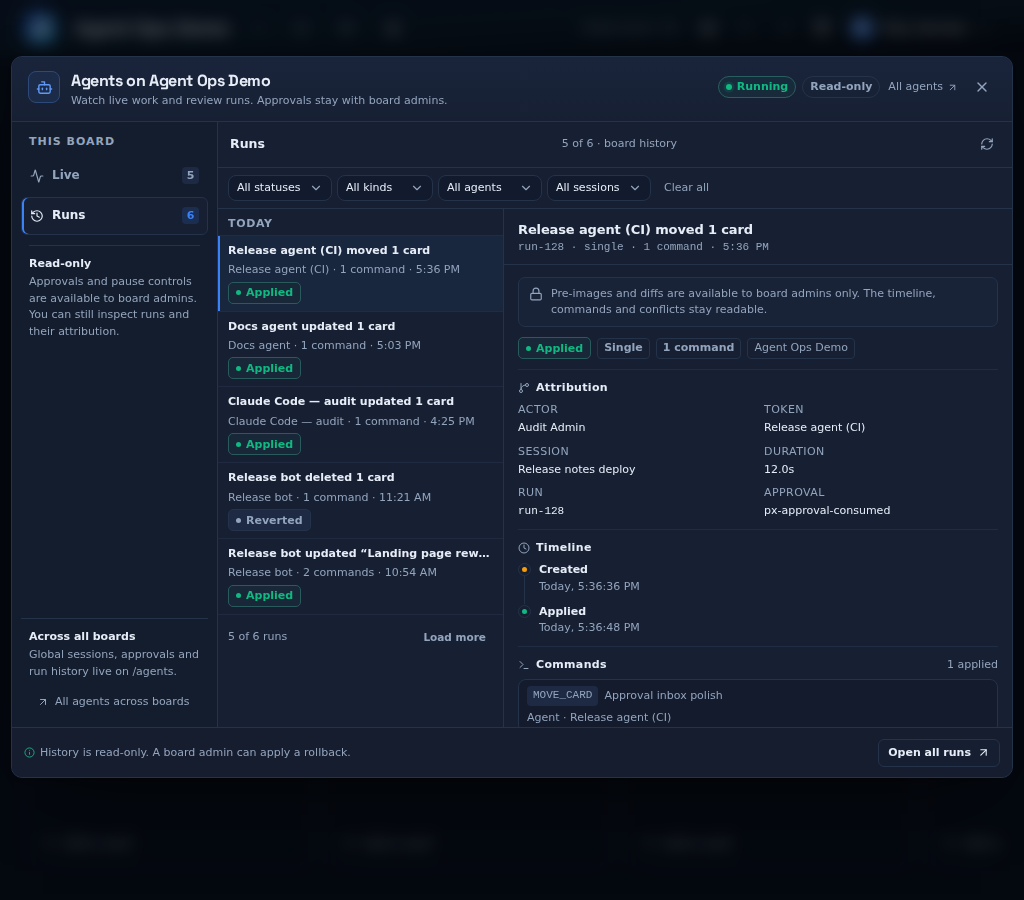 Agents on Agent Ops Demo
Watch live work and review runs. Approvals stay with board admins.
Running
Read-only
All agents
THIS BOARD
Live 5
Runs 6
Read-only
Approvals and pause controls
are available to board admins.
You can still inspect runs and
their attribution.
Across all boards
Global sessions, approvals and
run history live on /agents.
All agents across boards
Runs
5 of 6 · board history
All statuses
All kinds
All agents
All sessions
Clear all
TODAY
Release agent (CI) moved 1 card
Release agent (CI) · 1 command · 5:36 PM
Applied
Docs agent updated 1 card
Docs agent · 1 command · 5:03 PM
Applied
Claude Code — audit updated 1 card
Claude Code — audit · 1 command · 4:25 PM
Applied
Release bot deleted 1 card
Release bot · 1 command · 11:21 AM
Reverted
Release bot updated “Landing page rew…
Release bot · 2 commands · 10:54 AM
Applied
5 of 6 runs
Load more
Release agent (CI) moved 1 card
run-128 · single · 1 command · 5:36 PM
Pre-images and diffs are available to board admins only. The timeline,
commands and conflicts stay readable.
Applied
Single
1 command
Agent Ops Demo
Attribution
ACTOR
Audit Admin
TOKEN
Release agent (CI)
SESSION
Release notes deploy
DURATION
12.0s
RUN
run-128
APPROVAL
px-approval-consumed
Timeline
Created
Today, 5:36:36 PM
Applied
Today, 5:36:48 PM
Commands
1 applied
MOVE_CARD Approval inbox polish
Agent · Release agent (CI)
History is read-only. A board admin can apply a rollback.
Open all runs